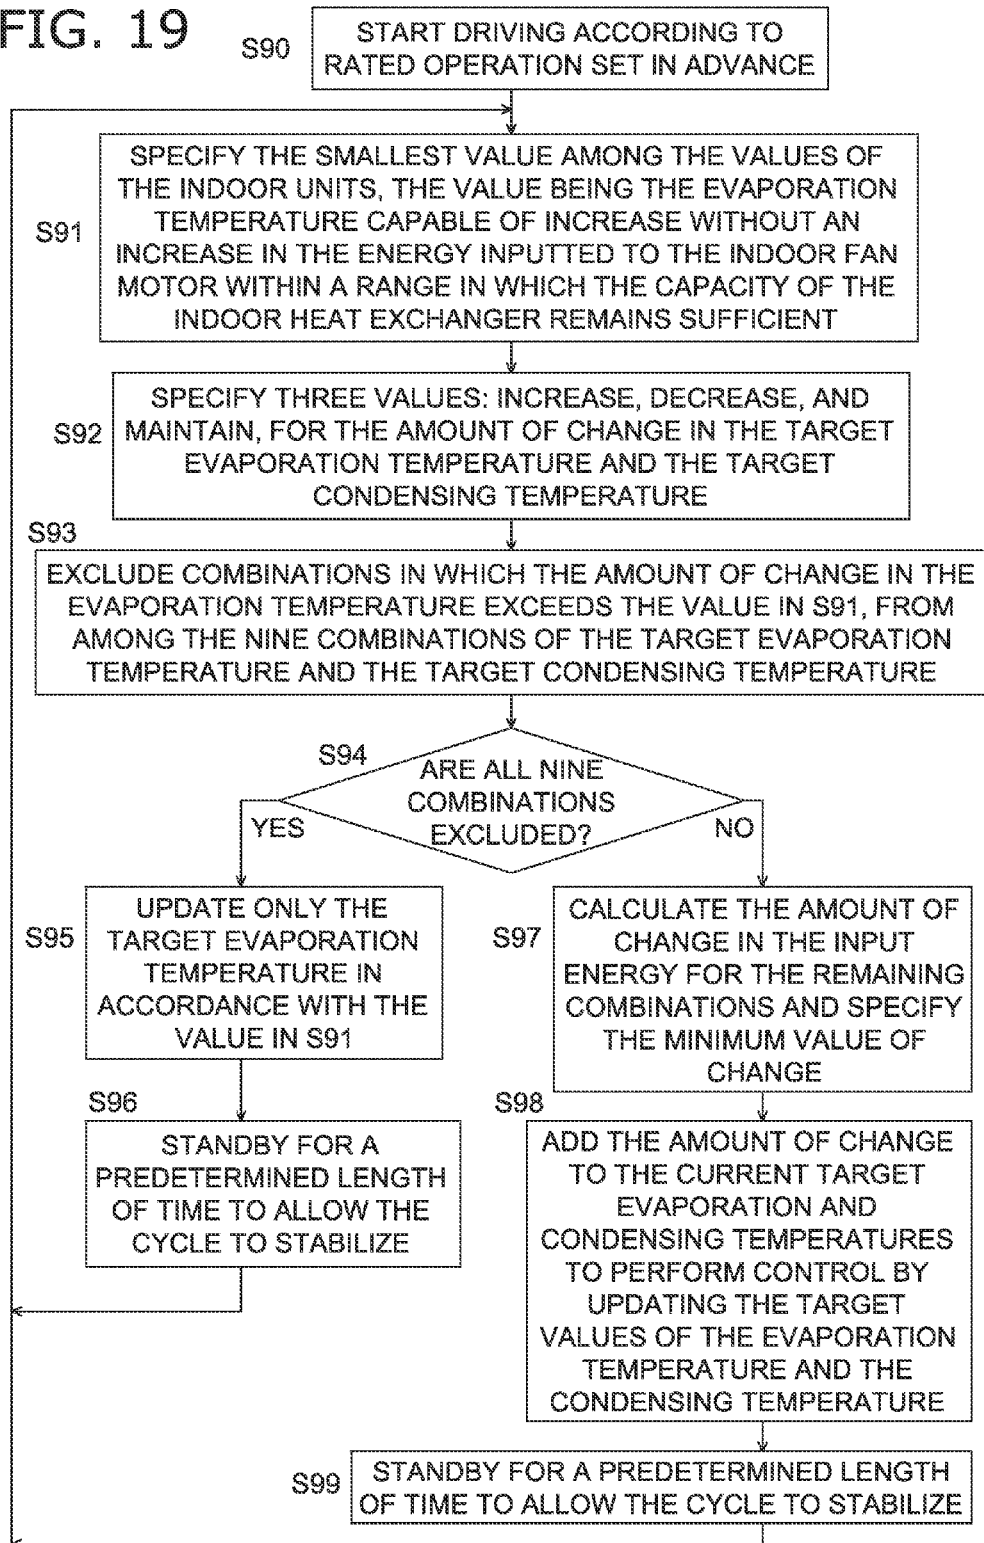 FIG. 19
S90
START DRIVING ACCORDING TO
RATED OPERATION SET IN ADVANCE
S91
SPECIFY THE SMALLEST VALUE AMONG THE VALUES OF
THE INDOOR UNITS, THE VALUE BEING THE EVAPORATION
TEMPERATURE CAPABLE OF INCREASE WITHOUT AN
INCREASE IN THE ENERGY INPUTTED TO THE INDOOR FAN
MOTOR WITHIN A RANGE IN WHICH THE CAPACITY OF THE
INDOOR HEAT EXCHANGER REMAINS SUFFICIENT
S92
SPECIFY THREE VALUES: INCREASE, DECREASE, AND
MAINTAIN, FOR THE AMOUNT OF CHANGE IN THE TARGET
EVAPORATION TEMPERATURE AND THE TARGET
CONDENSING TEMPERATURE
S93
EXCLUDE COMBINATIONS IN WHICH THE AMOUNT OF CHANGE IN THE
EVAPORATION TEMPERATURE EXCEEDS THE VALUE IN S91, FROM
AMONG THE NINE COMBINATIONS OF THE TARGET EVAPORATION
TEMPERATURE AND THE TARGET CONDENSING TEMPERATURE
S94
ARE ALL NINE
COMBINATIONS
EXCLUDED?
YES
NO
S95
UPDATE ONLY THE
TARGET EVAPORATION
TEMPERATURE IN
ACCORDANCE WITH THE
VALUE IN S91
S96
STANDBY FOR A
PREDETERMINED LENGTH
OF TIME TO ALLOW THE
CYCLE TO STABILIZE
S97
CALCULATE THE AMOUNT OF
CHANGE IN THE INPUT
ENERGY FOR THE REMAINING
COMBINATIONS AND SPECIFY
THE MINIMUM VALUE OF
CHANGE
S98
ADD THE AMOUNT OF CHANGE
TO THE CURRENT TARGET
EVAPORATION AND
CONDENSING TEMPERATURES
TO PERFORM CONTROL BY
UPDATING THE TARGET
VALUES OF THE EVAPORATION
TEMPERATURE AND THE
CONDENSING TEMPERATURE
S99
STANDBY FOR A PREDETERMINED LENGTH
OF TIME TO ALLOW THE CYCLE TO STABILIZE